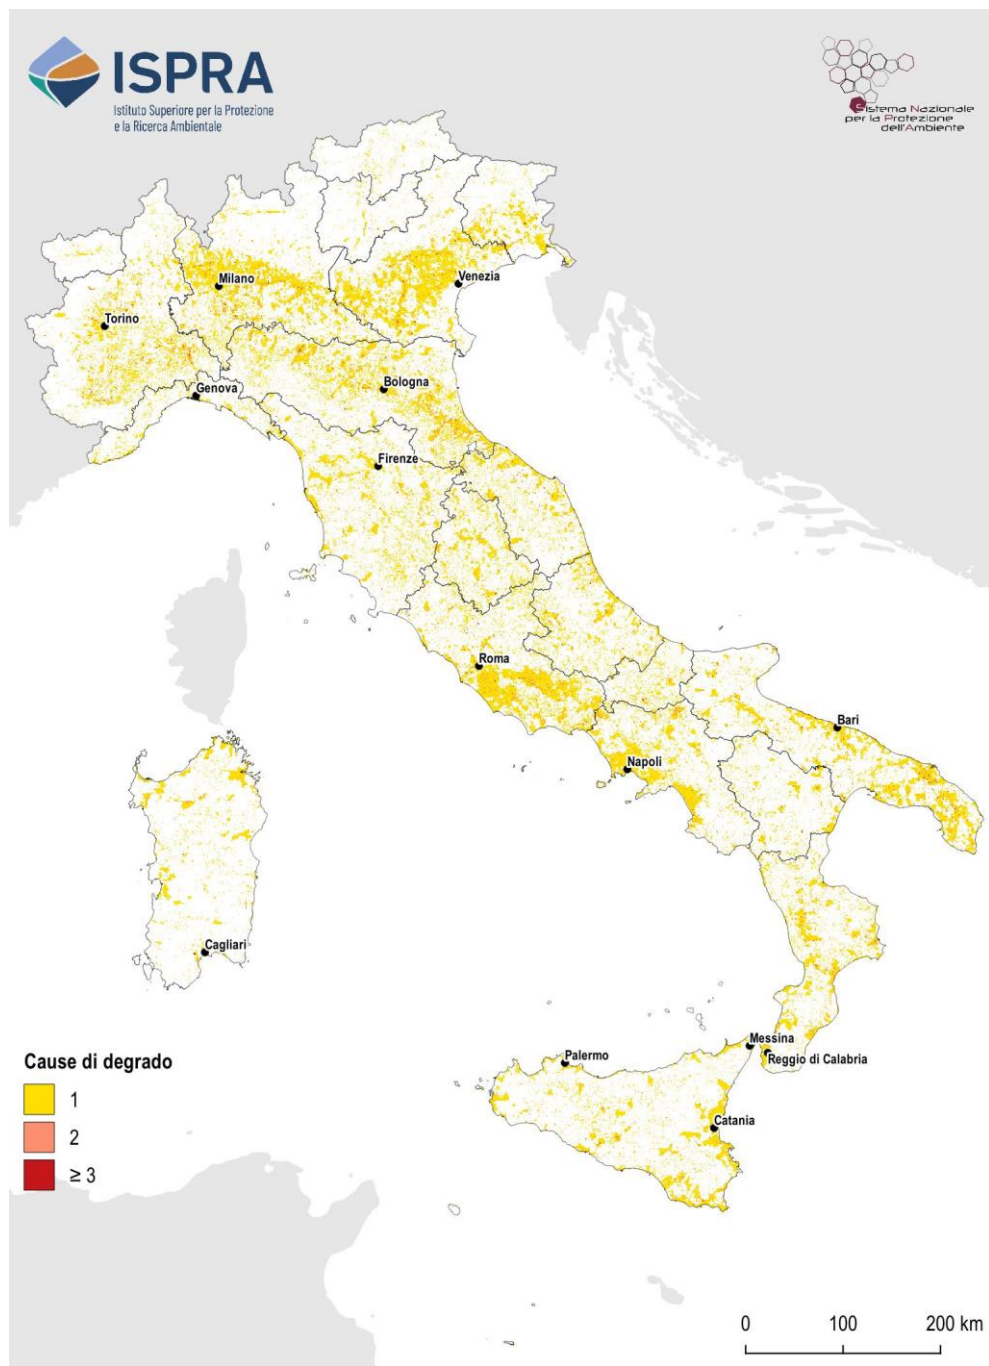 ISPRA
Istituto Superiore per la Protezione
e la Ricerca Ambientale
Sistema Nazionale
per la Protezione
dell'Ambiente
Milano
Venezia
Torino
Bologna
Genova
Firenze
Roma
Bari
Napoli
Cagliari
Messina
Reggio di Calabria
Palermo
Catania
Cause di degrado
1
2
≥ 3
0 100 200 km